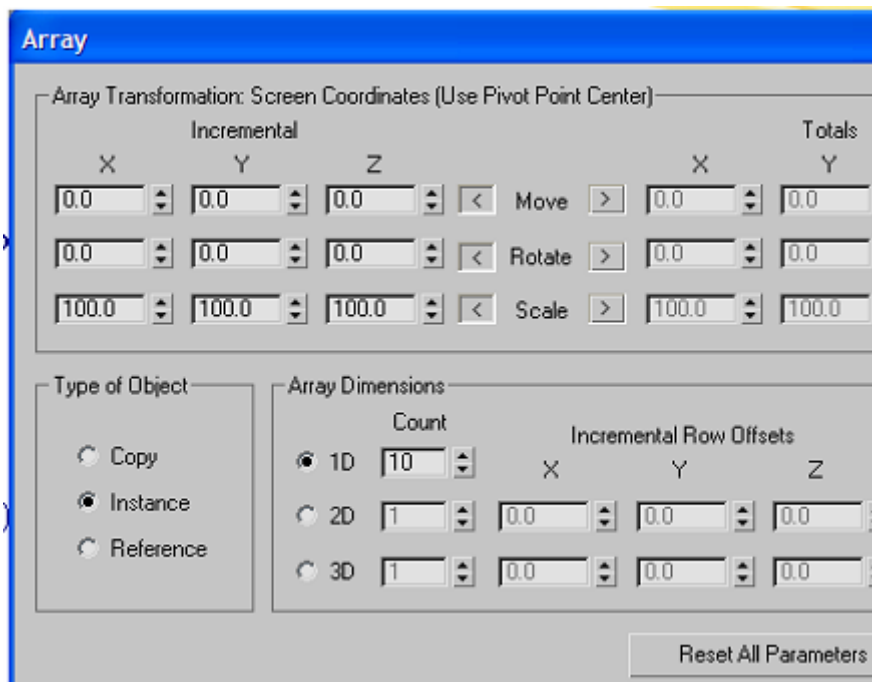 Array
Array Transformation: Screen Coordinates (Use Pivot Point Center)
Incremental Totals
X Y Z X Y
0.0 0.0 0.0 < Move > 0.0 0.0
0.0 0.0 0.0 < Rotate > 0.0 0.0
100.0 100.0 100.0 < Scale > 100.0 100.0
Type of Object Array Dimensions
Count
Incremental Row Offsets
Copy 1D 10 X Y Z
Instance 2D 1 0.0 0.0 0.0
Reference 3D 1 0.0 0.0 0.0
Reset All Parameters